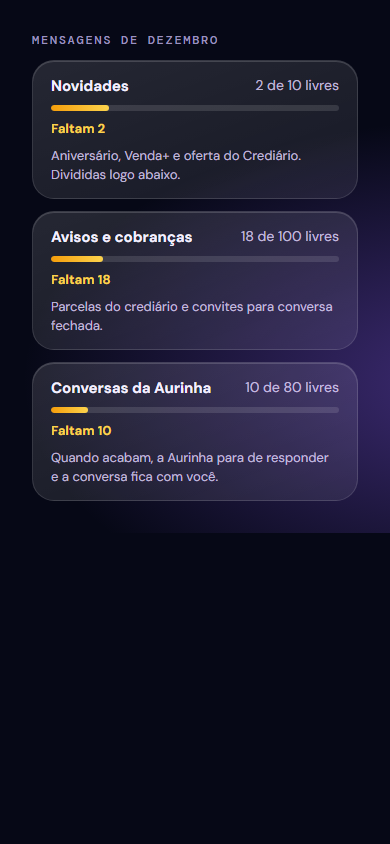 MENSAGENS DE DEZEMBRO
Novidades 2 de 10 livres
Faltam 2
Aniversário, Venda+ e oferta do Crediário.
Divididas logo abaixo.
Avisos e cobranças 18 de 100 livres
Faltam 18
Parcelas do crediário e convites para conversa
fechada.
Conversas da Aurinha 10 de 80 livres
Faltam 10
Quando acabam, a Aurinha para de responder
e a conversa fica com você.